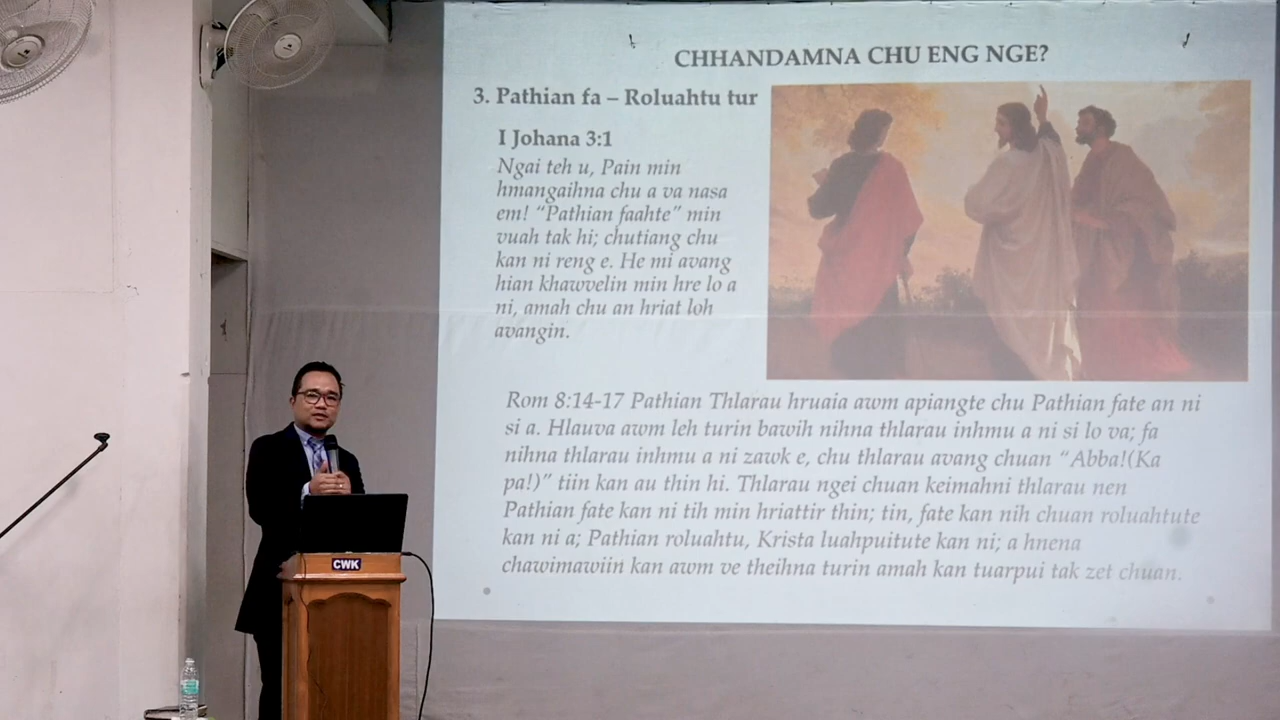 CHHANDAMNA CHU ENG NGE?
3. Pathian fa – Roluahtu tur
I Johana 3:1
Ngai teh u, Pain min
hmangaihna chu a va nasa
em! “Pathian faahte” min
vuah tak hi; chutiang chu
kan ni reng e. He mi avang
hian khawvelin min hre lo a
ni, amah chu an hriat loh
avangin.
Rom 8:14-17 Pathian Thlarau hruaia awm apiangte chu Pathian fate an ni
si a. Hlauva awm leh turin bawih nihna thlarau inhmu a ni si lo va; fa
nihna thlarau inhmu a ni zawk e, chu thlarau avang chuan “Abba!(Ka
pa!)” tiin kan au thin hi. Thlarau ngei chuan keimahni thlarau nen
Pathian fate kan ni tih min hriattir thin; tin, fate kan nih chuan roluahtute
kan ni a; Pathian roluahtu, Krista luahpuitute kan ni; a hnena
chawimawiin kan awm ve theihna turin amah kan tuarpui tak zet chuan.
CWK